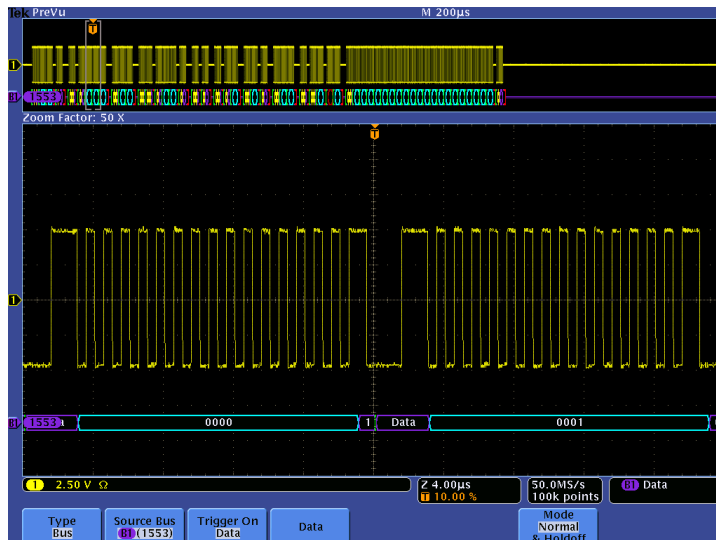 Tek PreVu M 200µs
T
1
B1 1553
Zoom Factor: 50 X
T
1
B1 1553 a 0000 1 Data 0001
1 2.50 V Ω Z 4.00µs 50.0MS/s B1 Data
T 10.00 % 100k points
Type Source Bus Trigger On Data Mode
Bus B1 (1553) Data Normal
& Holdoff